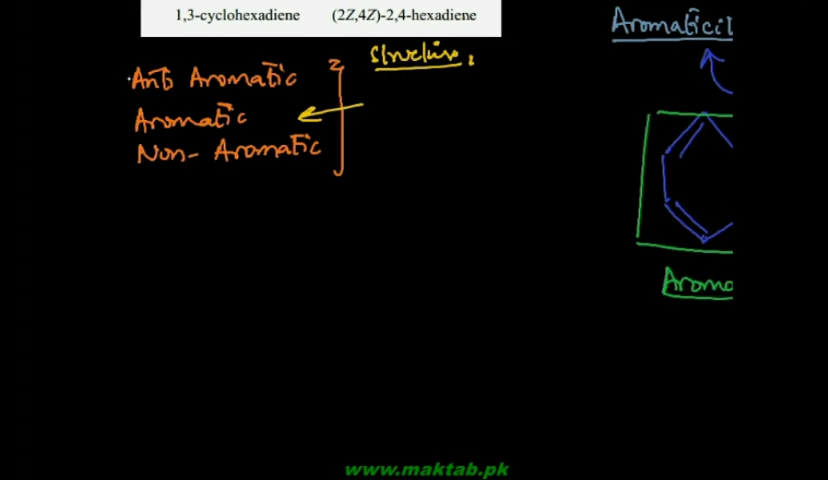 1,3-cyclohexadiene (2Z,4Z)-2,4-hexadiene
Aromaticit
Structure,
Anti Aromatic
Aromatic
Non- Aromatic
Aroma
www.maktab.pk